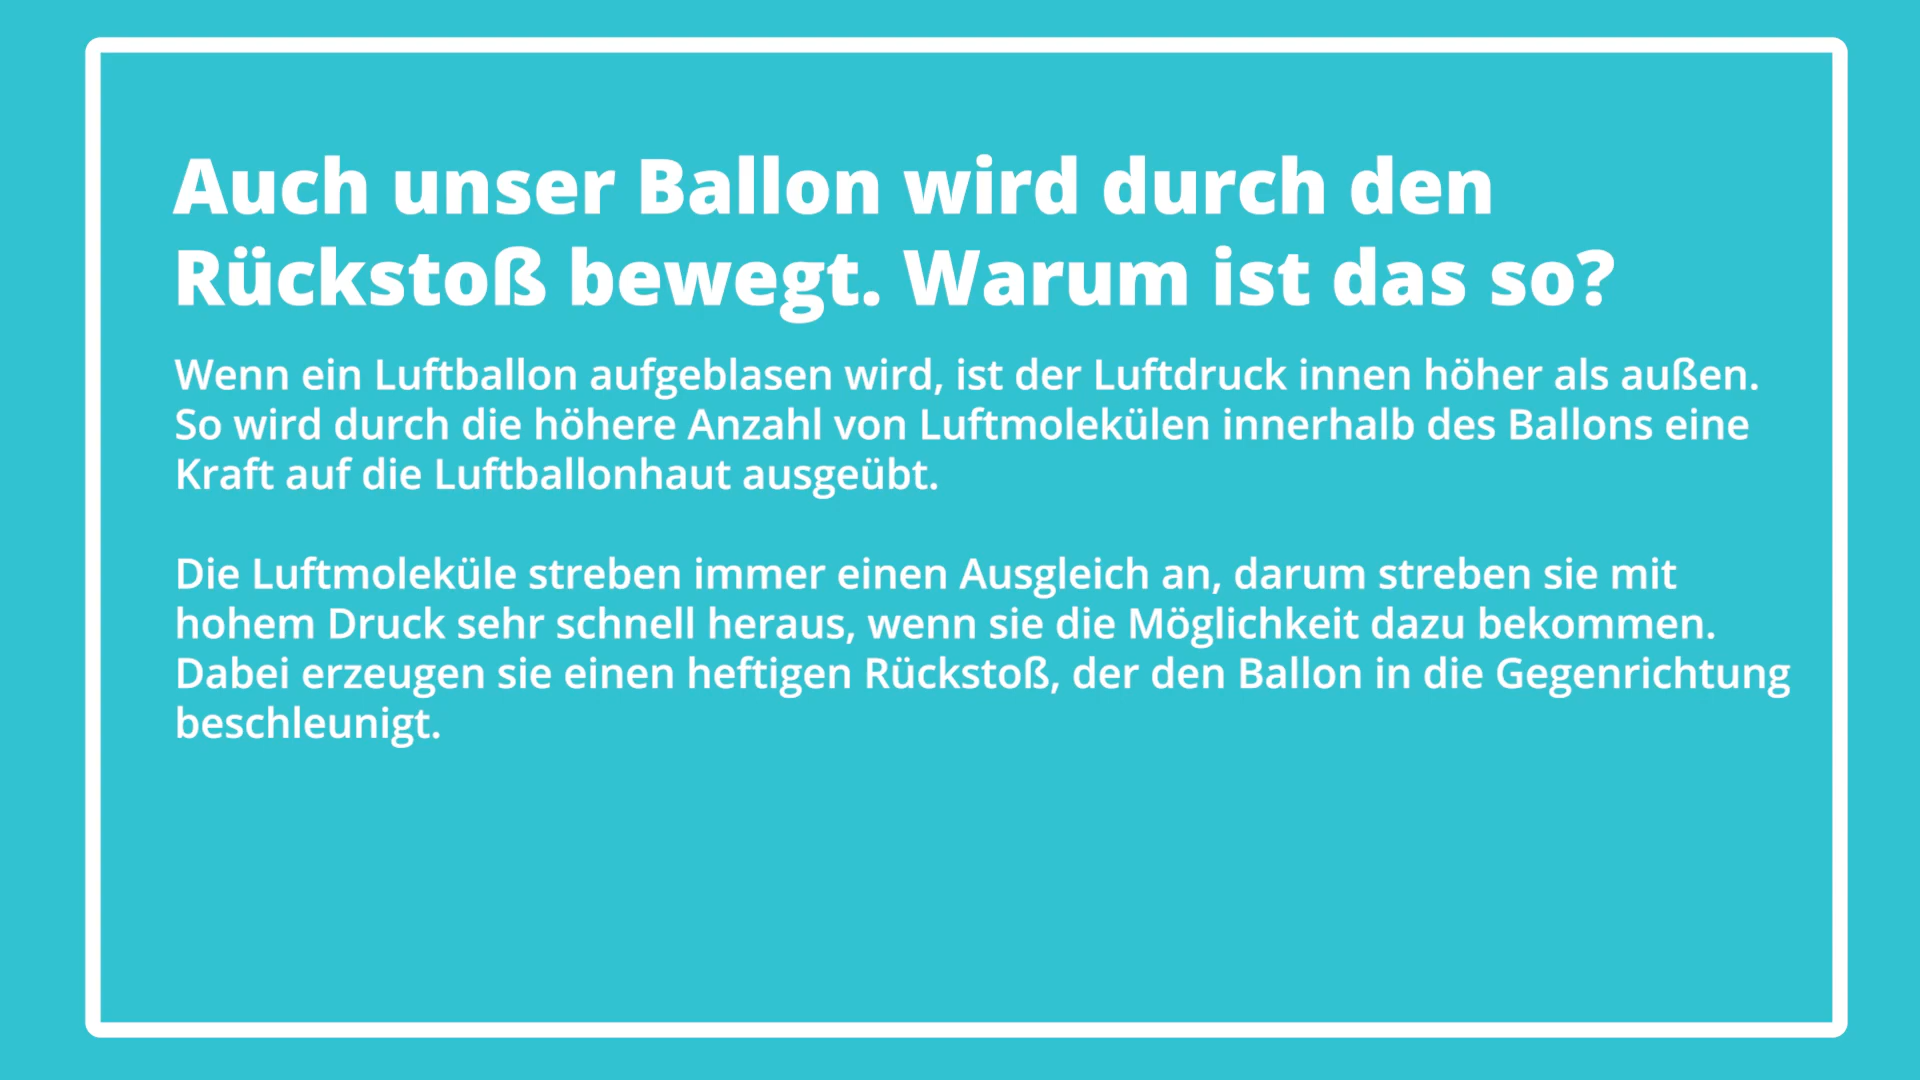 Auch unser Ballon wird durch den
Rückstoß bewegt. Warum ist das so?
Wenn ein Luftballon aufgeblasen wird, ist der Luftdruck innen höher als außen.
So wird durch die höhere Anzahl von Luftmolekülen innerhalb des Ballons eine
Kraft auf die Luftballonhaut ausgeübt.
Die Luftmoleküle streben immer einen Ausgleich an, darum streben sie mit
hohem Druck sehr schnell heraus, wenn sie die Möglichkeit dazu bekommen.
Dabei erzeugen sie einen heftigen Rückstoß, der den Ballon in die Gegenrichtung
beschleunigt.